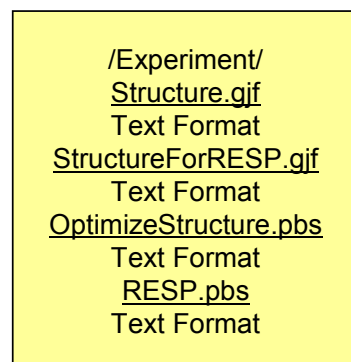 /Experiment/
Structure.gjf
Text Format
StructureForRESP.gjf
Text Format
OptimizeStructure.pbs
Text Format
RESP.pbs
Text Format